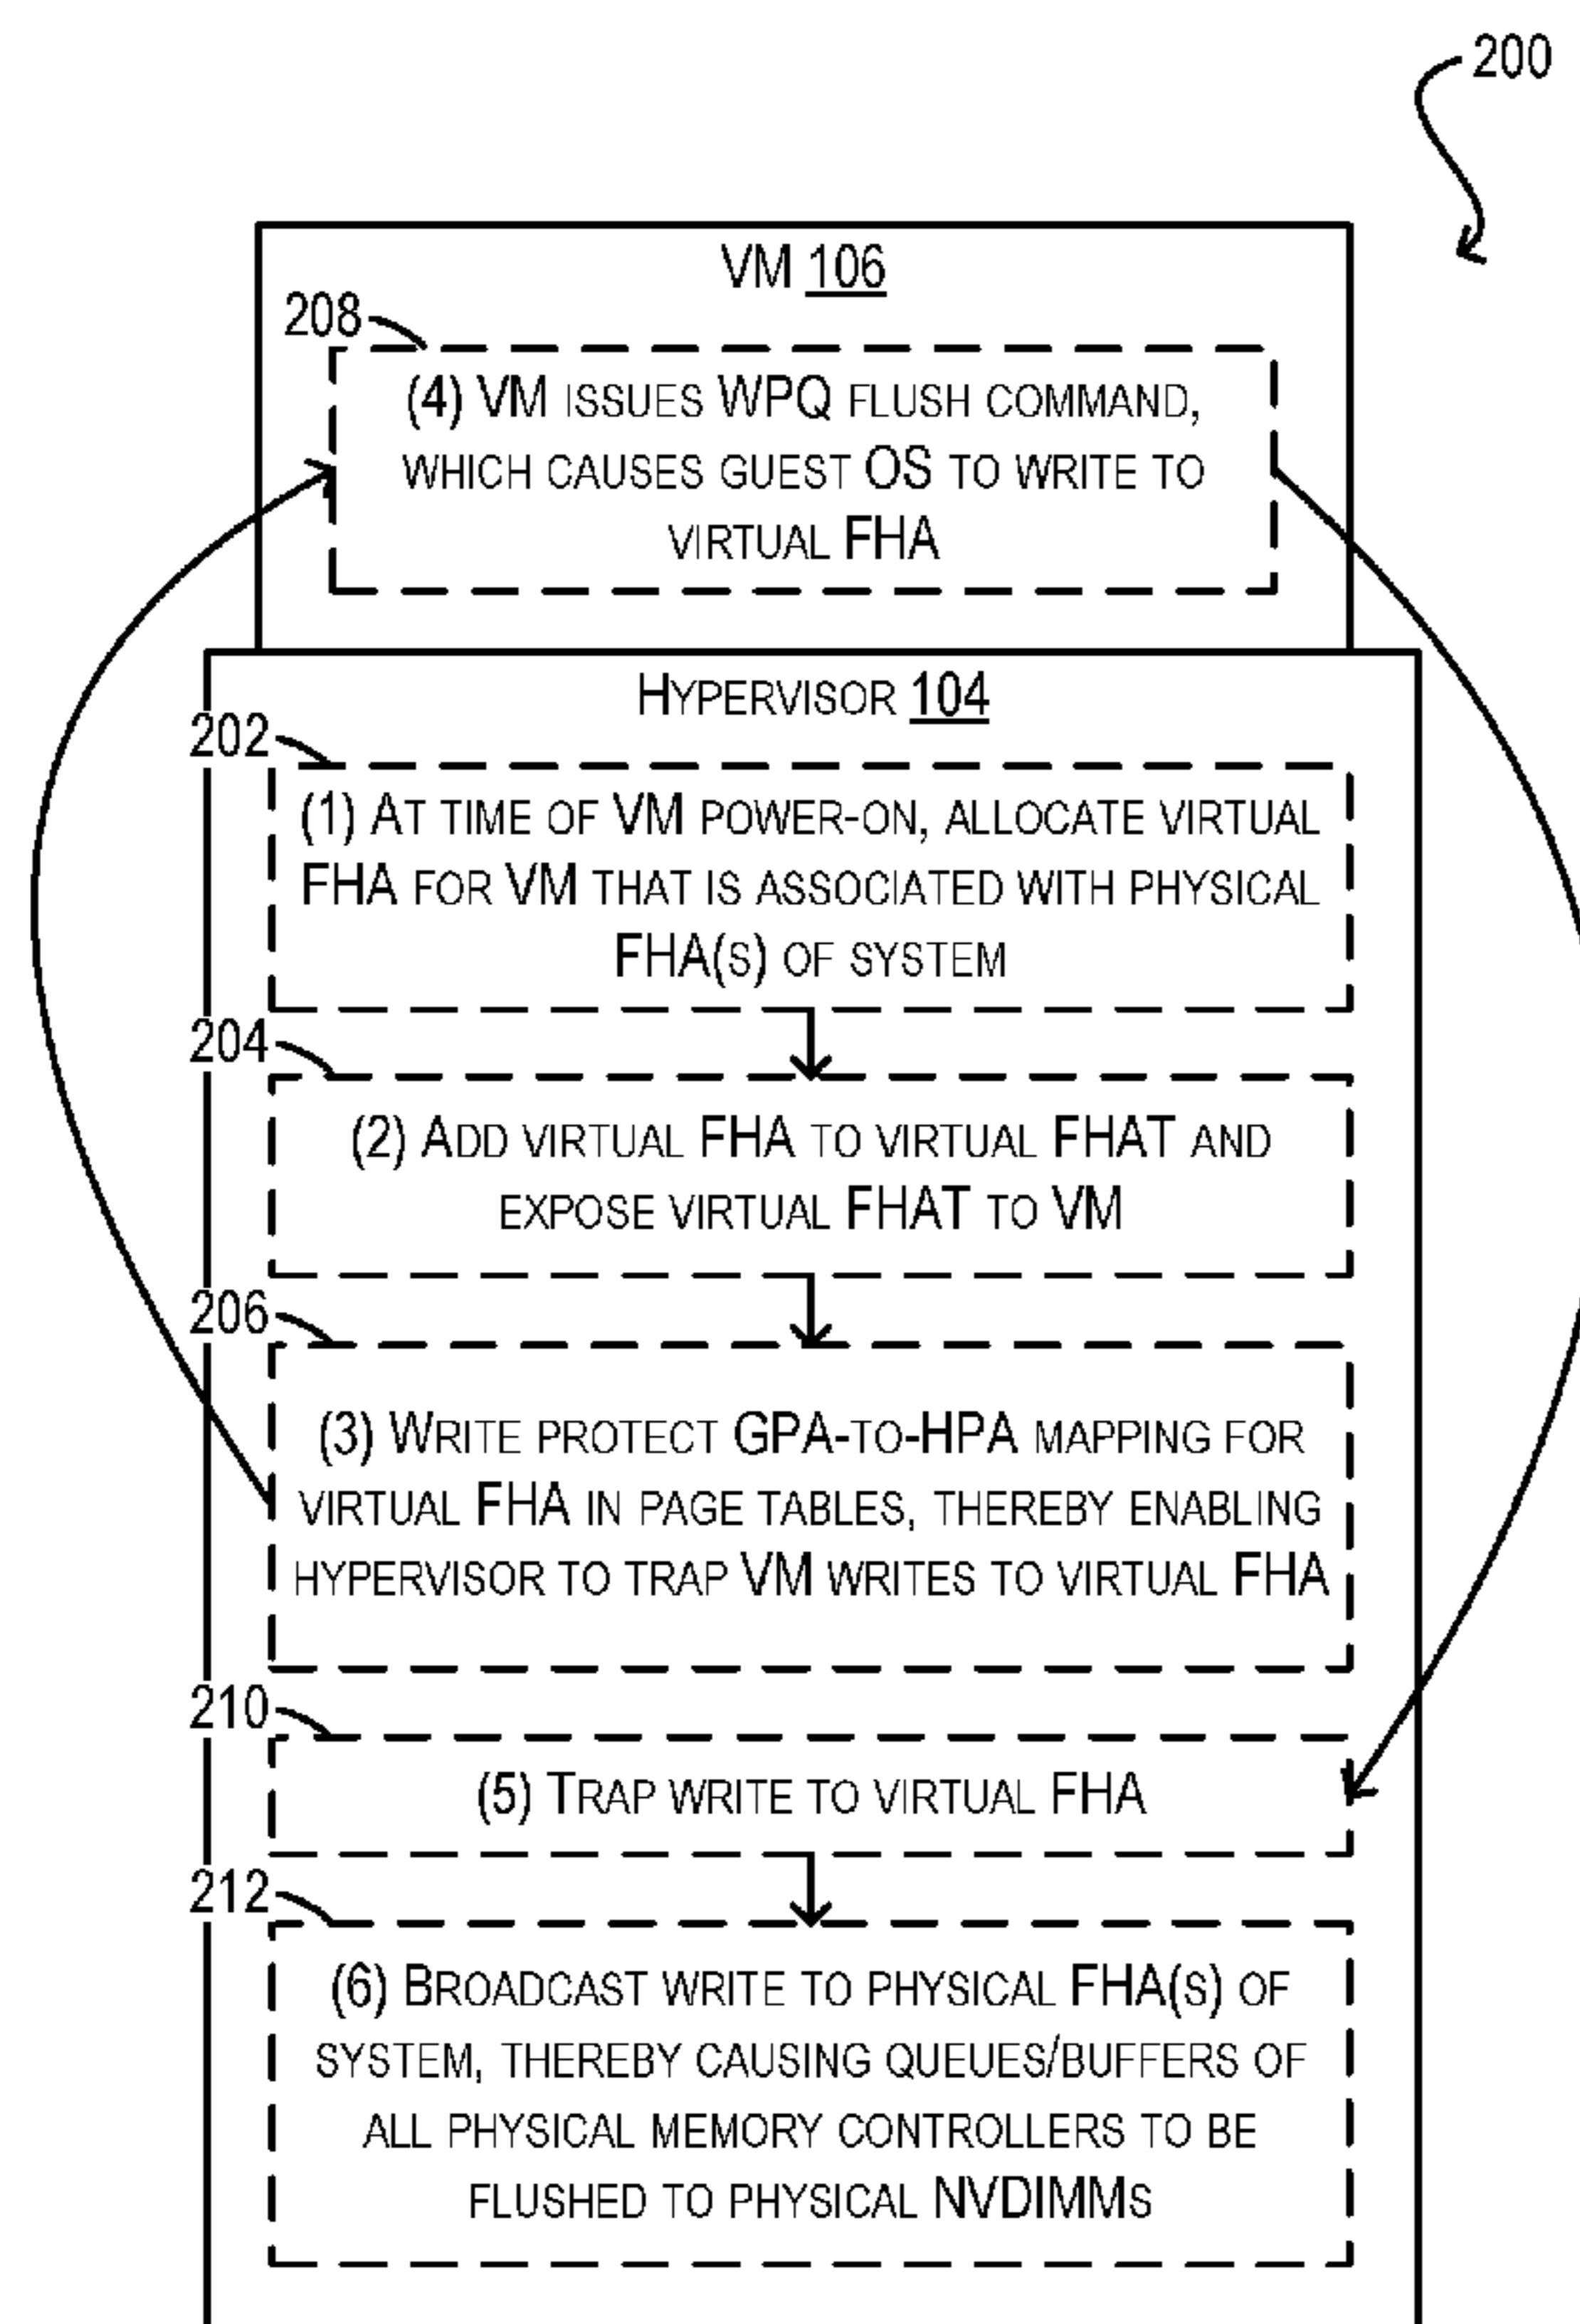 200
VM 106
208
(4) VM ISSUES WPQ FLUSH COMMAND,
WHICH CAUSES GUEST OS TO WRITE TO
VIRTUAL FHA
HYPERVISOR 104
202
(1) AT TIME OF VM POWER-ON, ALLOCATE VIRTUAL
FHA FOR VM THAT IS ASSOCIATED WITH PHYSICAL
FHA(S) OF SYSTEM
204
(2) ADD VIRTUAL FHA TO VIRTUAL FHAT AND
EXPOSE VIRTUAL FHAT TO VM
206
(3) WRITE PROTECT GPA-TO-HPA MAPPING FOR
VIRTUAL FHA IN PAGE TABLES, THEREBY ENABLING
HYPERVISOR TO TRAP VM WRITES TO VIRTUAL FHA
210
(5) TRAP WRITE TO VIRTUAL FHA
212
(6) BROADCAST WRITE TO PHYSICAL FHA(S) OF
SYSTEM, THEREBY CAUSING QUEUES/BUFFERS OF
ALL PHYSICAL MEMORY CONTROLLERS TO BE
FLUSHED TO PHYSICAL NVDIMMS